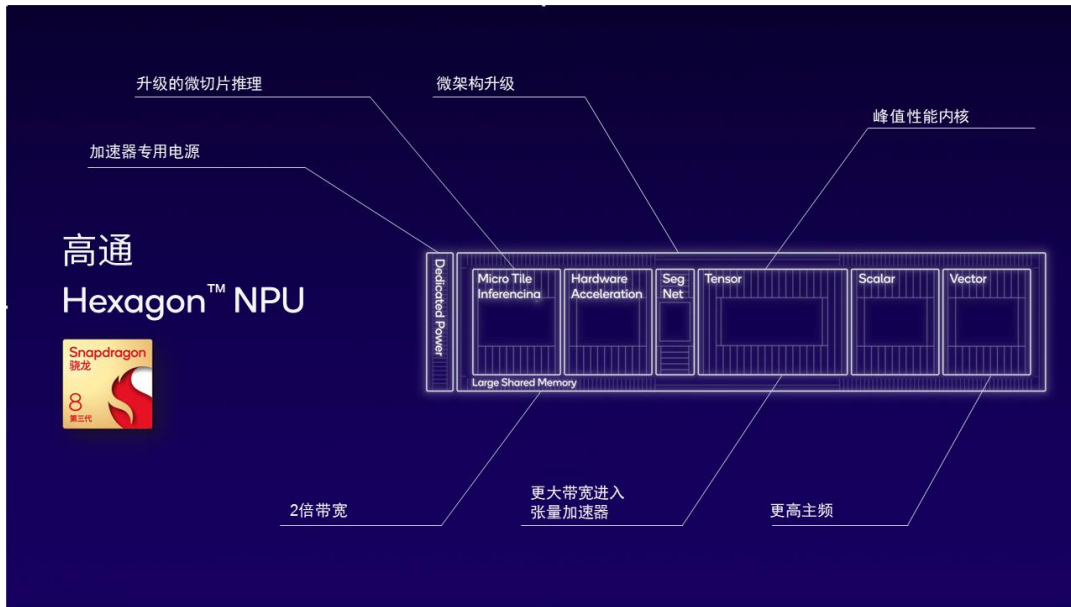 升级的微切片推理
微架构升级
峰值性能内核
加速器专用电源
高通
Hexagon™ NPU
Snapdragon
骁龙
8
第三代
Dedicated Power
Micro Tile
Inferencing
Hardware
Acceleration
Seg
Net
Tensor
Scalar
Vector
Large Shared Memory
2倍带宽
更大带宽进入
张量加速器
更高主频